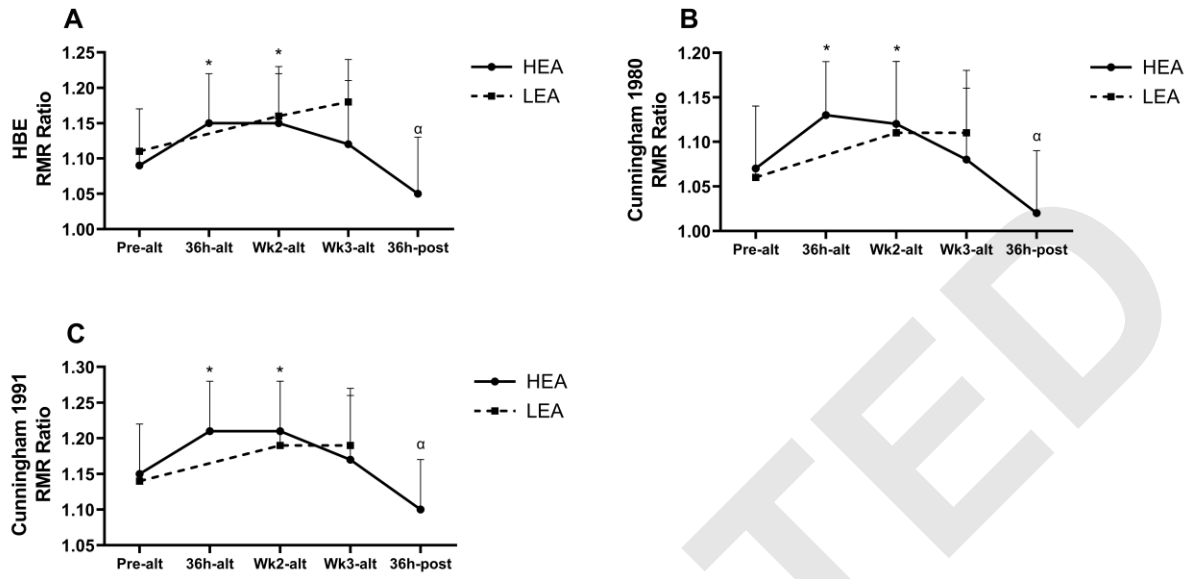 A
HBE
RMR Ratio
1.25
1.20
1.15
1.10
1.05
1.00
*
*
α
Pre-alt 36h-alt Wk2-alt Wk3-alt 36h-post
HEA
LEA
B
Cunningham 1980
RMR Ratio
1.20
1.15
1.10
1.05
1.00
*
*
α
Pre-alt 36h-alt Wk2-alt Wk3-alt 36h-post
HEA
LEA
C
Cunningham 1991
RMR Ratio
1.30
1.25
1.20
1.15
1.10
1.05
*
*
α
Pre-alt 36h-alt Wk2-alt Wk3-alt 36h-post
HEA
LEA
TED